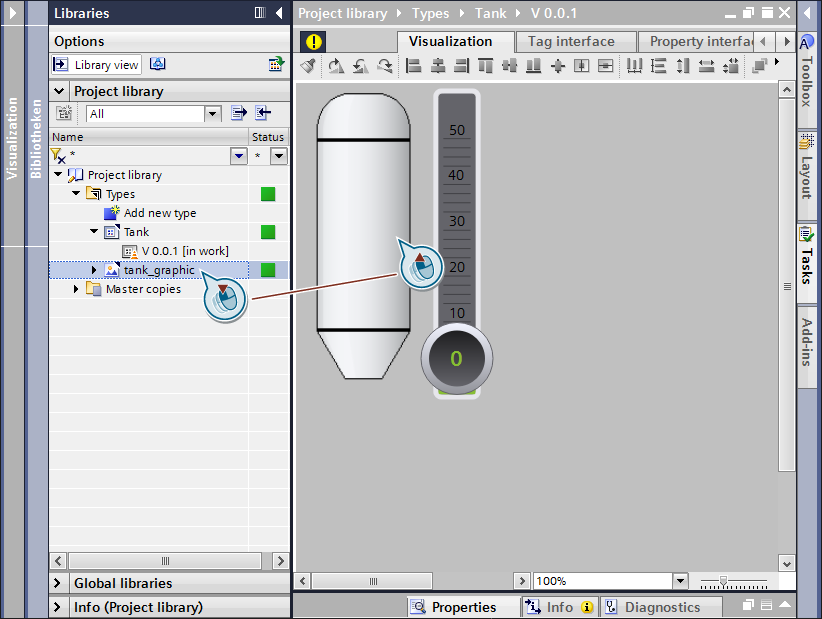 Visualization
Bibliotheken
Libraries
Options
Library view
Project library
All
Name
Status
*
*
Project library
Types
Add new type
Tank
V 0.0.1 [in work]
tank_graphic
Master copies
Global libraries
Info (Project library)
Project library Types Tank V 0.0.1
Visualization
Tag interface
Property interfac
50
40
30
20
10
0
100%
Properties
Info
Diagnostics
Toolbox
Layout
Tasks
Add-ins